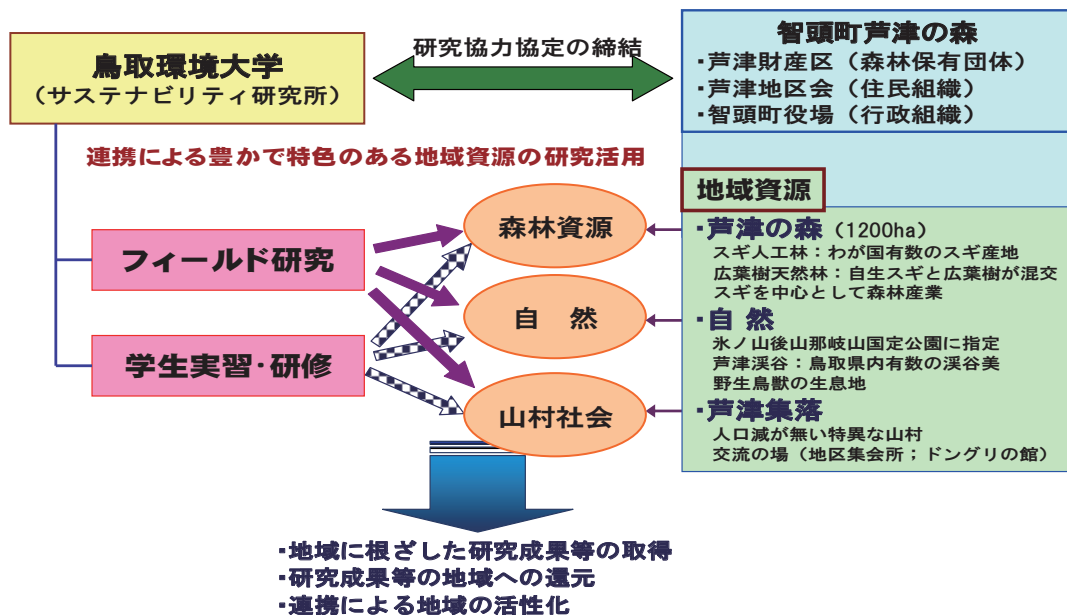 鳥取環境大学
（サステナビリティ研究所）
研究協力協定の締結
智頭町芦津の森
・芦津財産区（森林保有団体）
・芦津地区会（住民組織）
・智頭町役場（行政組織）
連携による豊かで特色のある地域資源の研究活用
フィールド研究
学生実習・研修
森林資源
自　然
山村社会
地域資源
・芦津の森（1200ha）
スギ人工林：わが国有数のスギ産地
広葉樹天然林：自生スギと広葉樹が混交
スギを中心として森林産業
・自 然
氷ノ山後山那岐山国定公園に指定
芦津渓谷：鳥取県内有数の渓谷美
野生鳥獣の生息地
・芦津集落
人口減が無い特異な山村
交流の場（地区集会所；ドングリの館）
・地域に根ざした研究成果等の取得
・研究成果等の地域への還元
・連携による地域の活性化